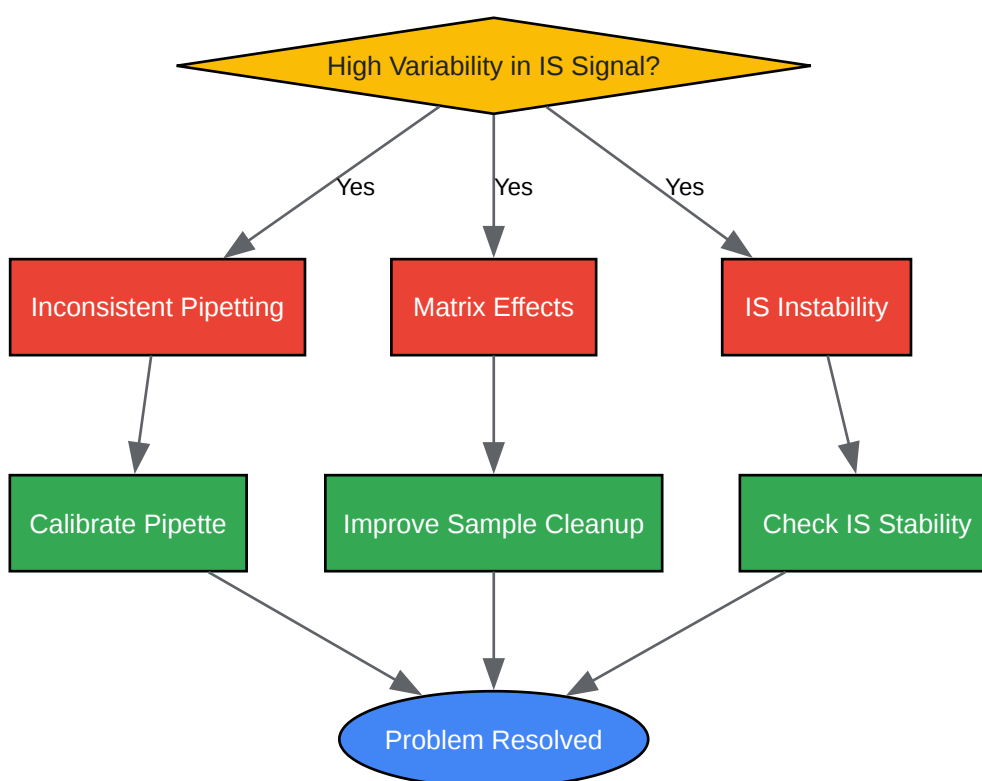 High Variability in IS Signal?
Yes
Yes
Yes
Inconsistent Pipetting
Matrix Effects
IS Instability
Calibrate Pipette
Improve Sample Cleanup
Check IS Stability
Problem Resolved